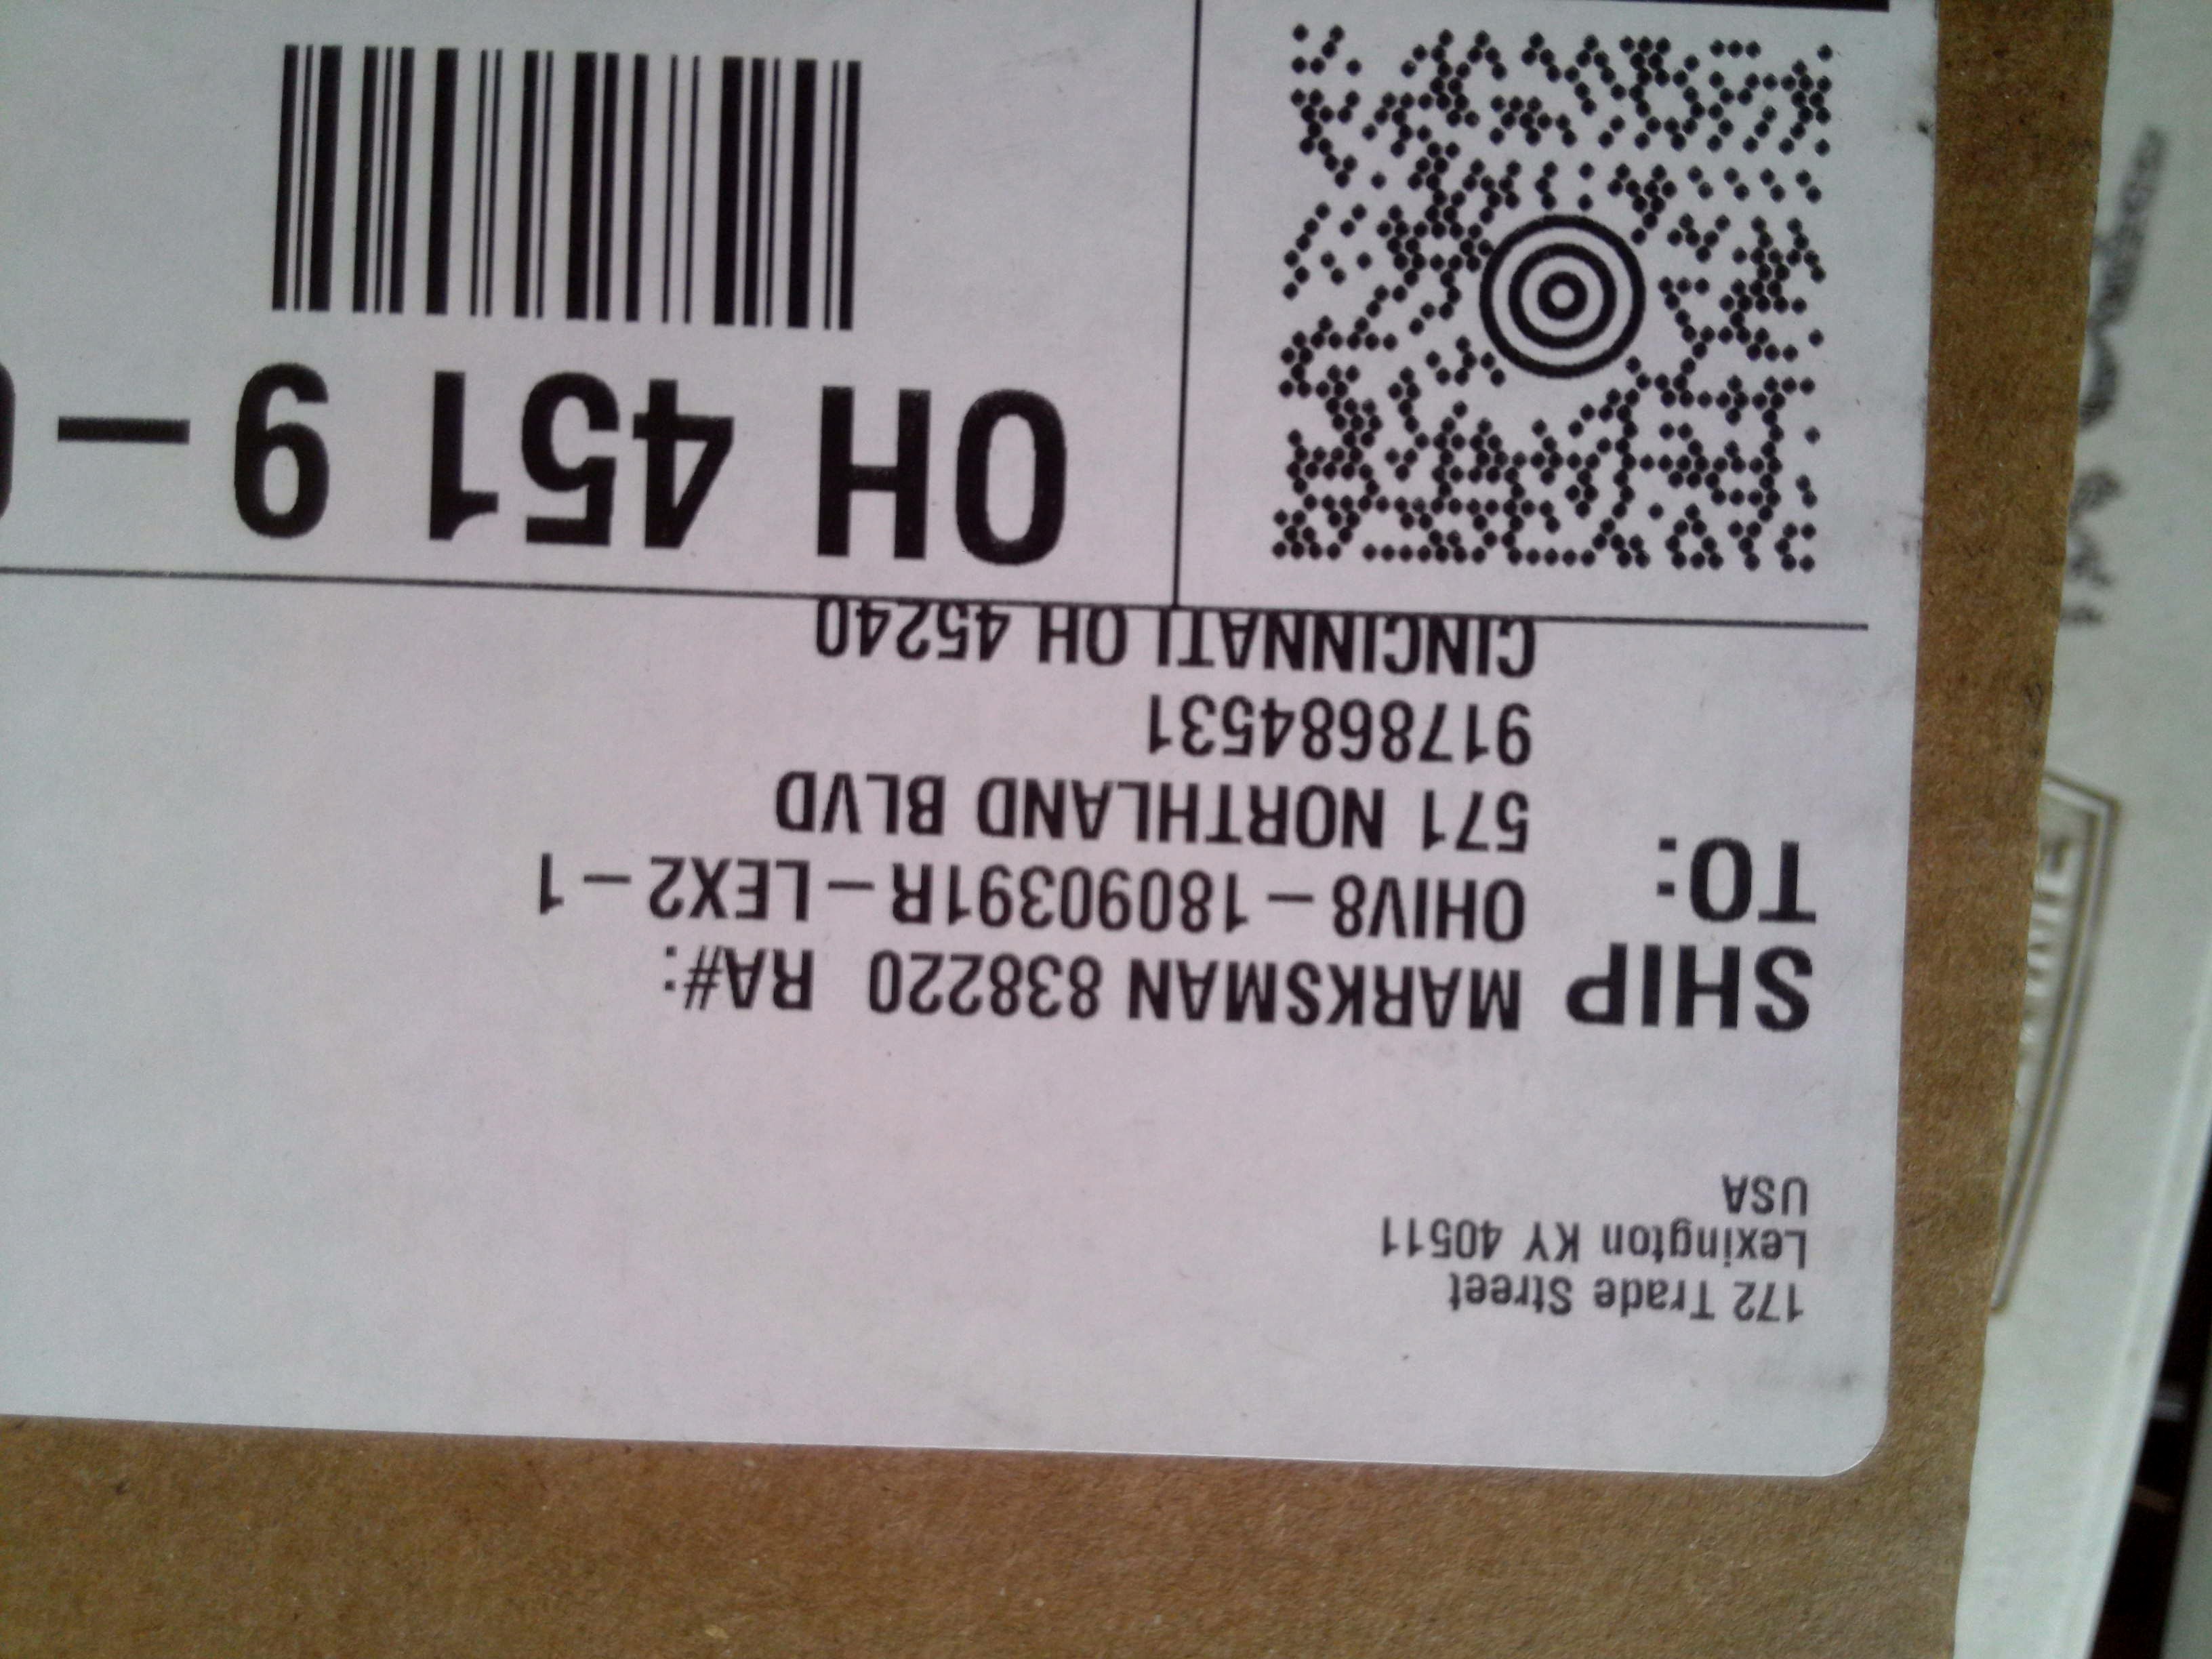 172 Trade Street
Lexington KY 40511
USA
SHIP TO:
MARKSMAN 838220 RA#:
OHIV8-18090391R-LEX2-1
571 NORTHLAND BLVD
9178684531
CINCINNATI OH 45240
OH 451 9-